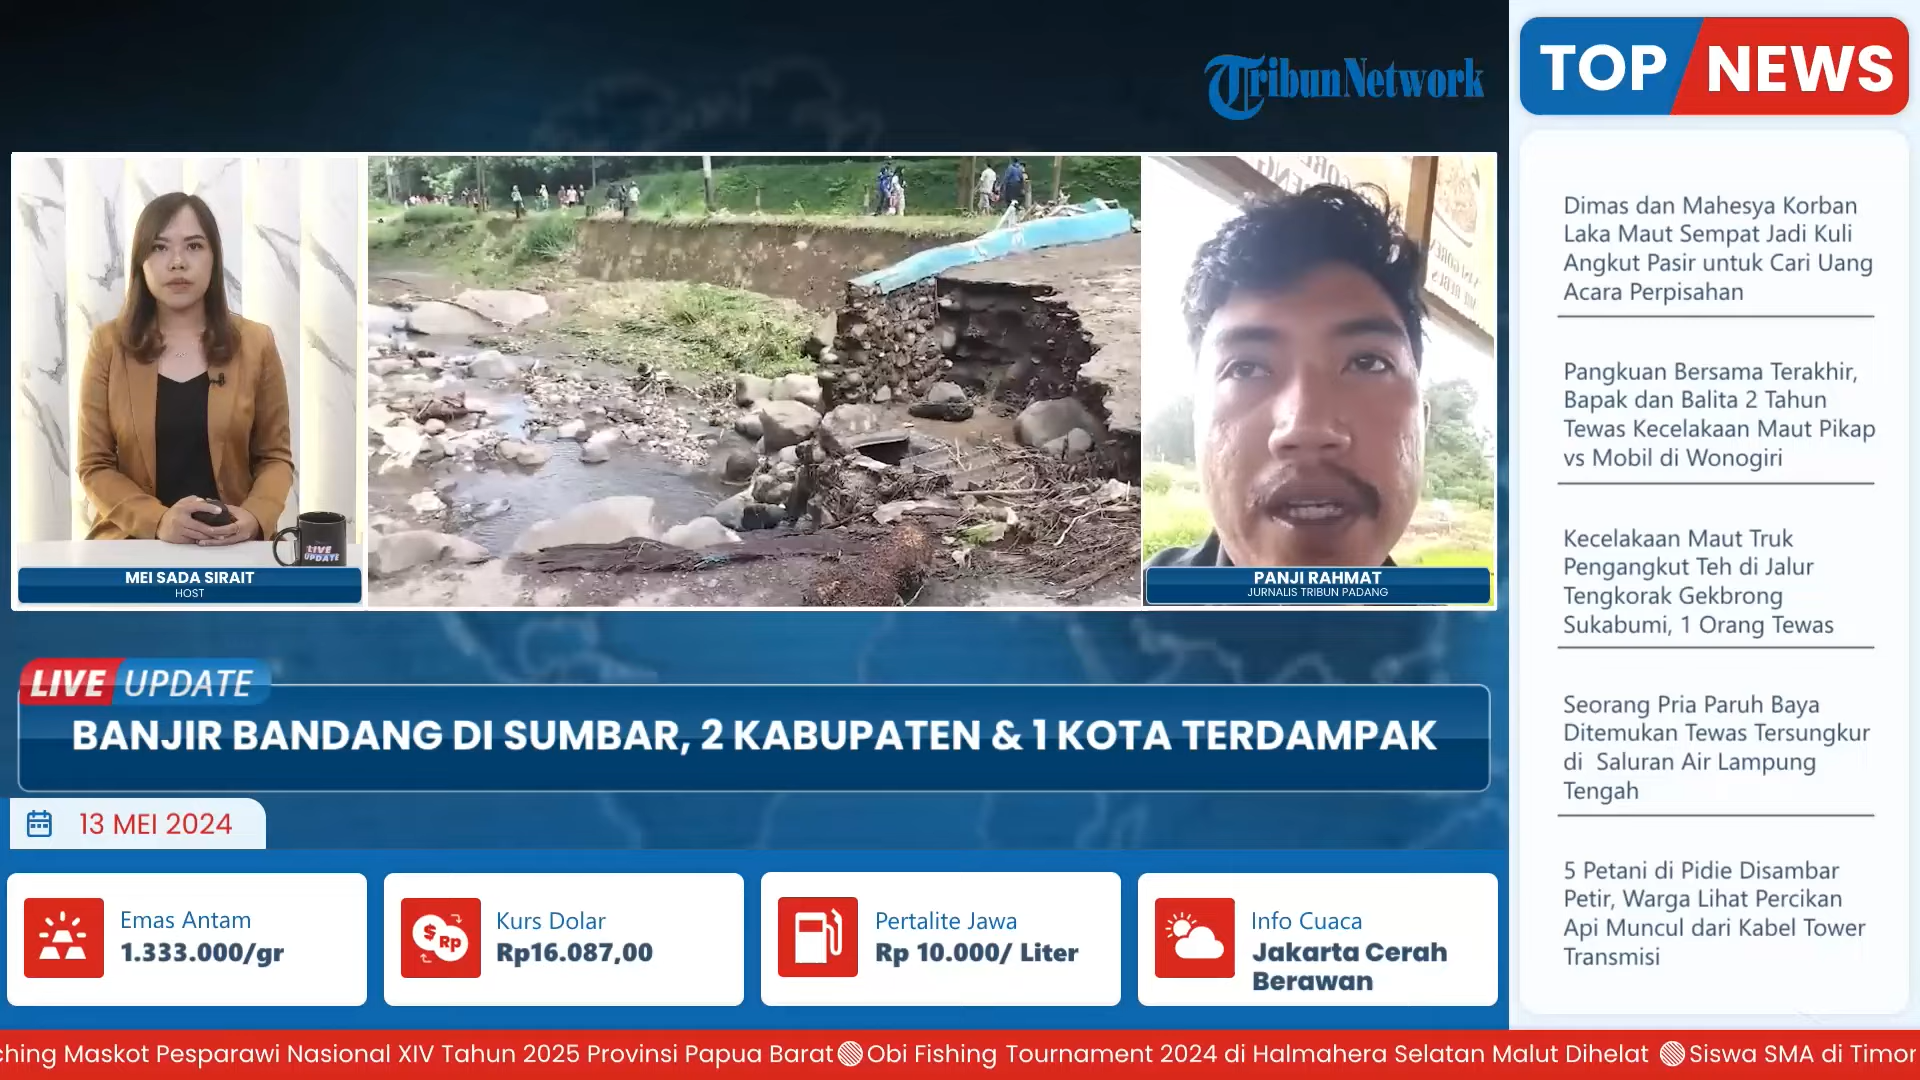 TribunNetwork
TOP NEWS
LIVE
UPDATE
MEI SADA SIRAIT
HOST
PANJI RAHMAT
JURNALIS TRIBUN PADANG
LIVE UPDATE
BANJIR BANDANG DI SUMBAR, 2 KABUPATEN & 1 KOTA TERDAMPAK
13 MEI 2024
Emas Antam
1.333.000/gr
Kurs Dolar
Rp16.087,00
Pertalite Jawa
Rp 10.000/ Liter
Info Cuaca
Jakarta Cerah
Berawan
Dimas dan Mahesya Korban
Laka Maut Sempat Jadi Kuli
Angkut Pasir untuk Cari Uang
Acara Perpisahan
Pangkuan Bersama Terakhir,
Bapak dan Balita 2 Tahun
Tewas Kecelakaan Maut Pikap
vs Mobil di Wonogiri
Kecelakaan Maut Truk
Pengangkut Teh di Jalur
Tengkorak Gekbrong
Sukabumi, 1 Orang Tewas
Seorang Pria Paruh Baya
Ditemukan Tewas Tersungkur
di Saluran Air Lampung
Tengah
5 Petani di Pidie Disambar
Petir, Warga Lihat Percikan
Api Muncul dari Kabel Tower
Transmisi
ching Maskot Pesparawi Nasional XIV Tahun 2025 Provinsi Papua Barat Obi Fishing Tournament 2024 di Halmahera Selatan Malut Dihelat Siswa SMA di Timor